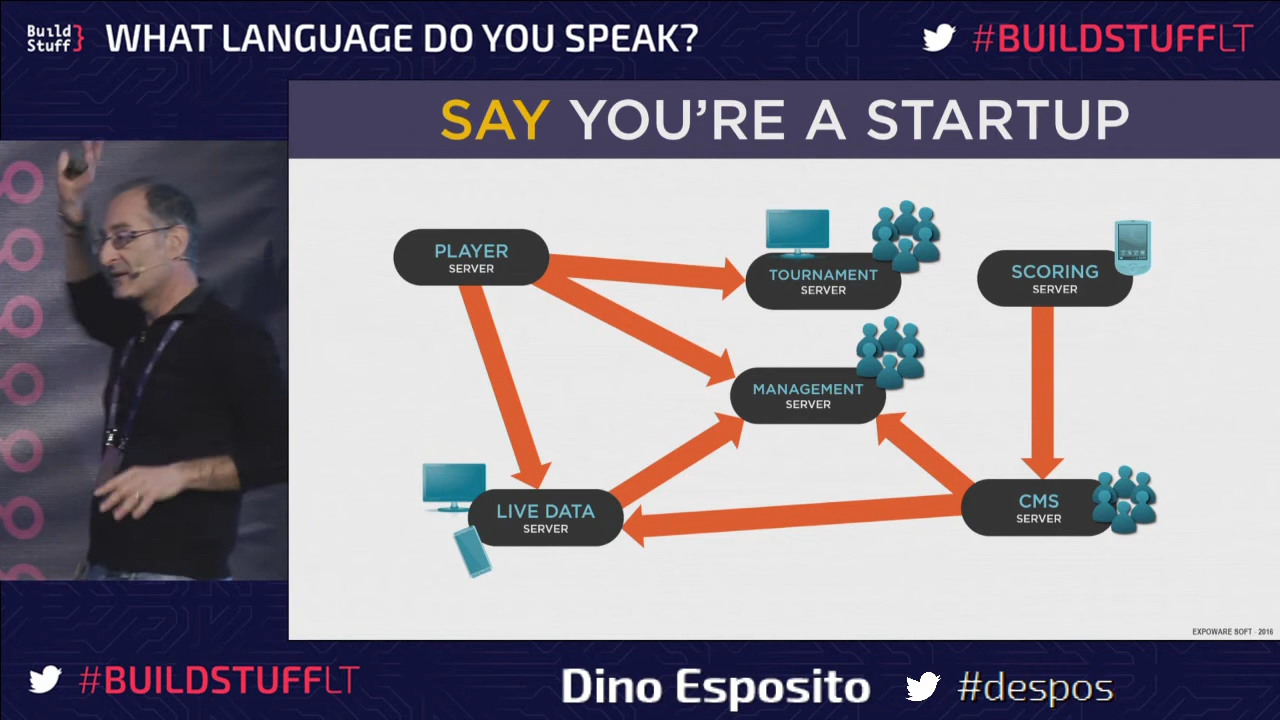 Build
Stuff}
WHAT LANGUAGE DO YOU SPEAK?
#BUILDSTUFFLT
SAY YOU'RE A STARTUP
PLAYER
SERVER
TOURNAMENT
SERVER
SCORING
SERVER
MANAGEMENT
SERVER
LIVE DATA
SERVER
CMS
SERVER
EXPOWARE SOFT - 2016
#BUILDSTUFFLT
Dino Esposito
#despos